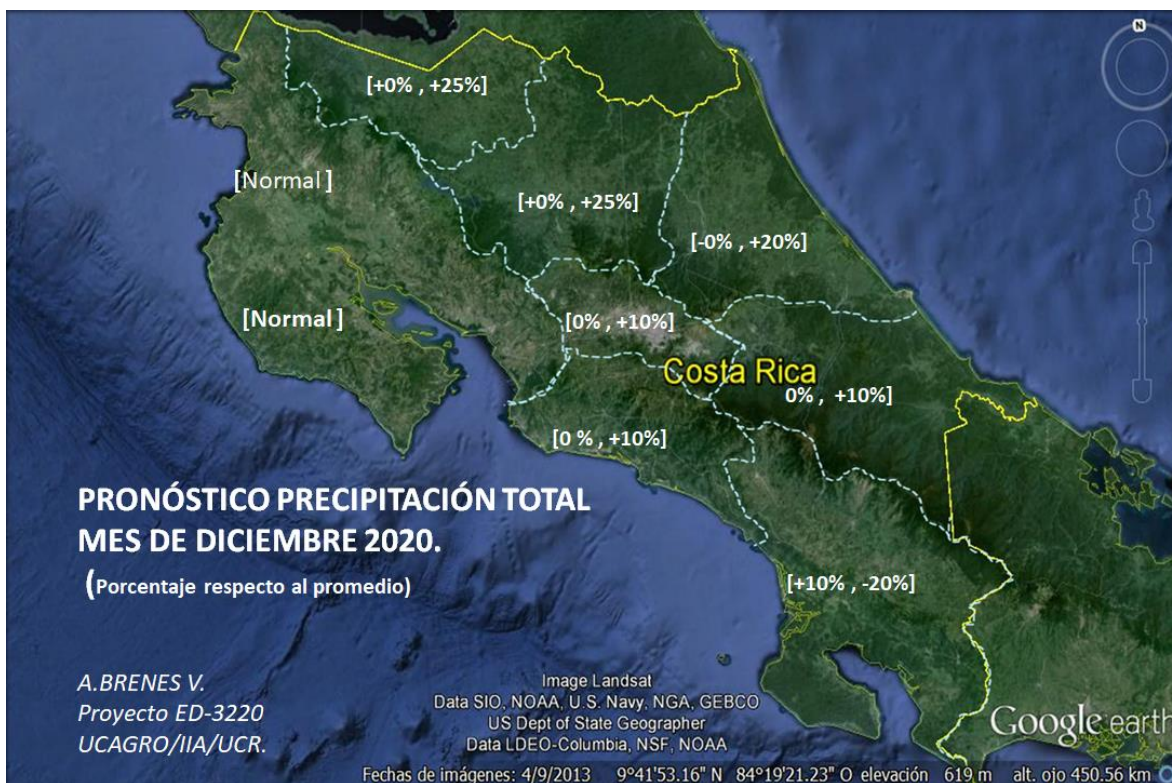 N
[+0% , +25%]
[Normal ]
[+0% , +25%]
[-0% , +20%]
[Normal]
[0% , +10%]
Costa Rica
0% , +10%]
[0 % , +10%]
PRONÓSTICO PRECIPITACIÓN TOTAL
MES DE DICIEMBRE 2020.
(Porcentaje respecto al promedio)
[+10% , -20%]
A.BRENES V.
Proyecto ED-3220
UCAGRO/IIA/UCR.
Image Landsat
Data SIO, NOAA, U.S. Navy, NGA, GEBCO
US Dept of State Geographer
Data LDEO-Columbia, NSF, NOAA
Google earth
Fechas de imágenes: 4/9/2013 9°41'53.16" N 84°19'21.23" O elevación 619 m alt. ojo 450.56 km